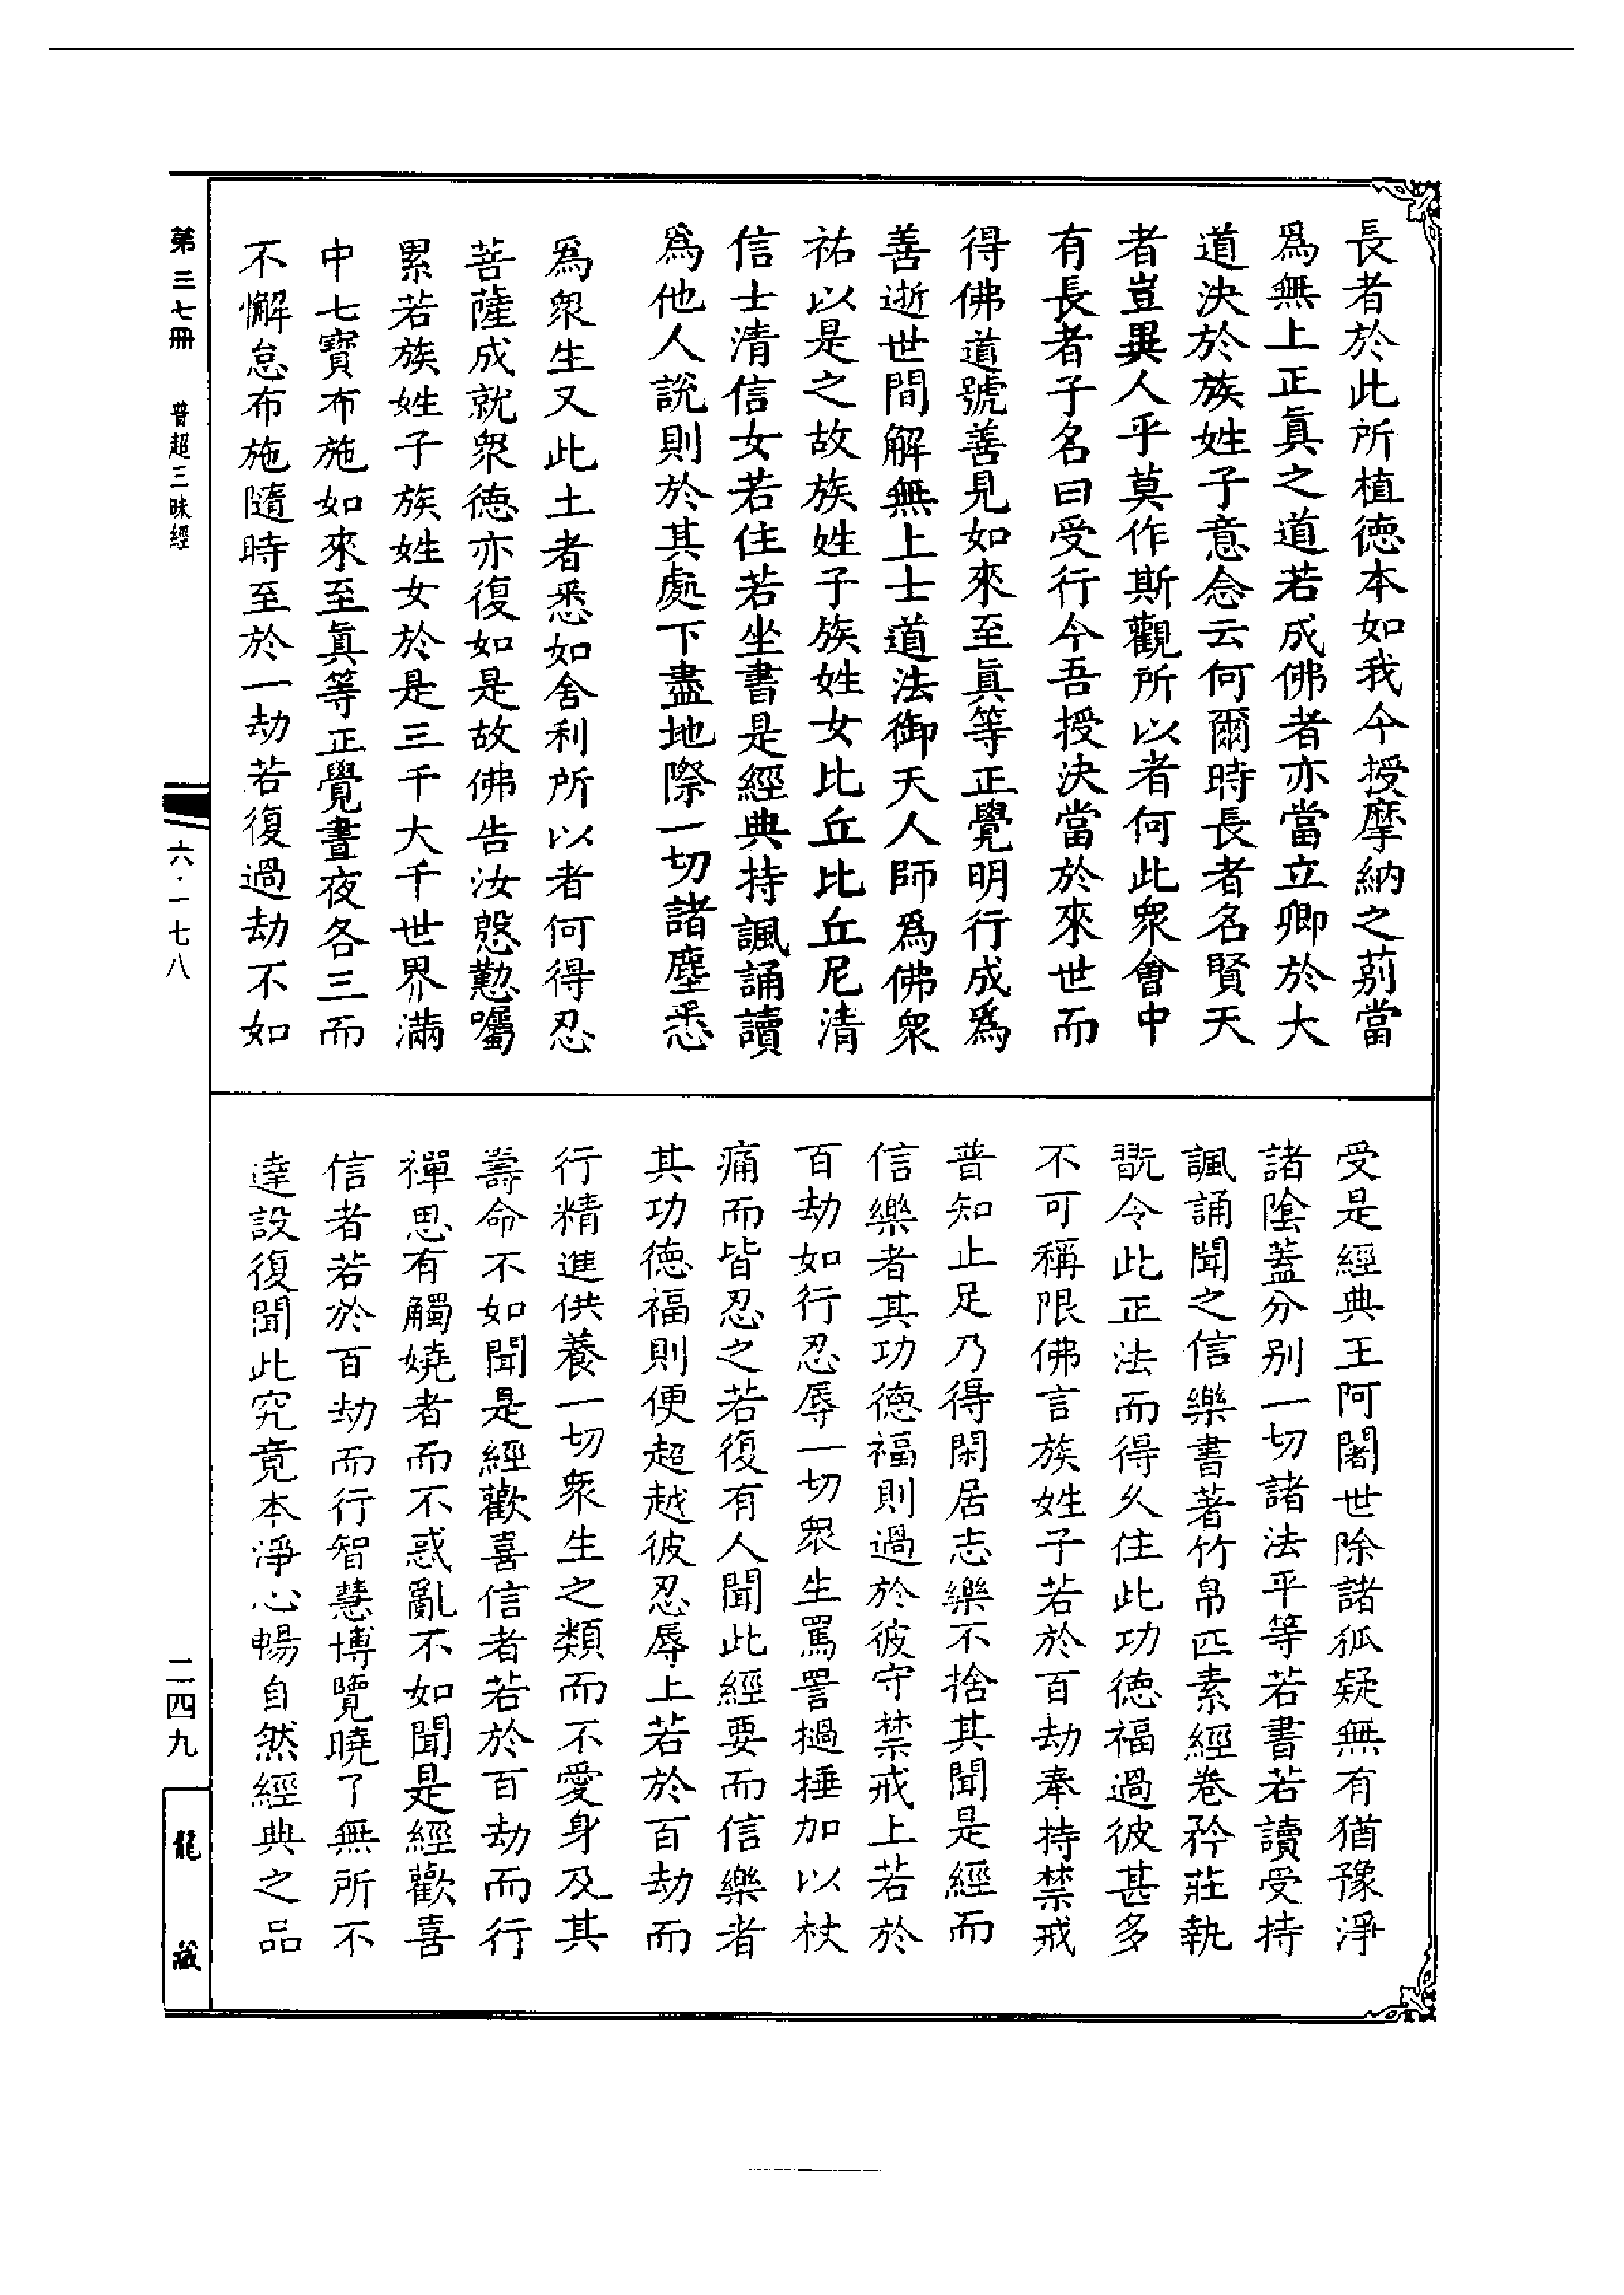 長者於此所植德本如我今授摩納之莂當
爲無上正眞之道若成佛者亦當立卿於大
道決於族姓子意念云何爾時長者名賢天
者豈異人乎莫作斯觀所以者何此衆會中
有長者子名曰受行今吾授決當於來世而
得佛道號善見如來至眞等正覺明行成爲
善逝世間解無上士道法御天人師爲佛衆
祐以是之故族姓子族姓女比丘比丘尼清
信士清信女若住若坐書是經典持諷誦讀
爲他人說則於其處下盡地際一切諸塵悉
爲衆生又此土者悉如舍利所以者何得忍
菩薩成就衆德亦復如是故佛告汝慇懃囑
累若族姓子族姓女於是三千大千世界滿
中七寶布施如來至眞等正覺晝夜各三而
不懈怠布施隨時至於一劫若復過劫不如
受是經典王阿闍世除諸狐疑無有猶豫淨
諸陰蓋分別一切諸法平等若書若讀受持
諷誦聞之信樂書著竹帛匹素經卷矜莊執
翫令此正法而得久住此功德福過彼甚多
不可稱限佛言族姓子若於百劫奉持禁戒
普知止足乃得閑居志樂不捨其聞是經而
信樂者其功德福則過於彼守禁戒上若於
百劫如行忍辱一切衆生罵詈撾捶加以杖
痛而皆忍之若復有人聞此經要而信樂者
其功德福則便超越彼忍辱上若於百劫而
行精進供養一切衆生之類而不愛身及其
壽命不如聞是經歡喜信者若於百劫而行
禪思有觸嬈者而不惑亂不如聞是經歡喜
信者若於百劫而行智慧博覽曉了無所不
達設復聞此究竟本淨心暢自然經典之品
第三七冊　普超三昧經
六·一七八
二四九
龍藏